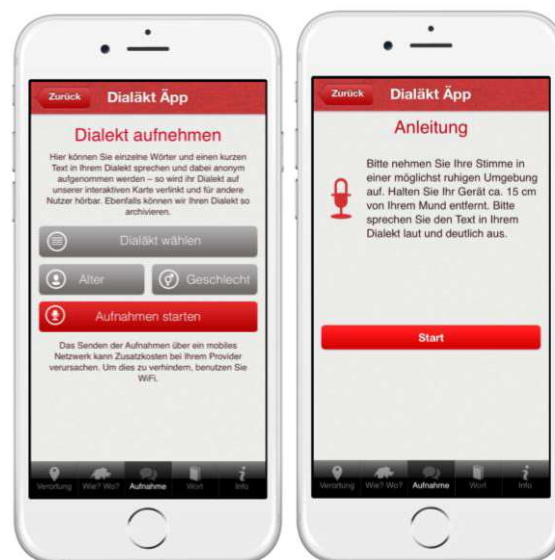 Zurück
Dialäkt Äpp
Dialekt aufnehmen
Hier können Sie einzelne Wörter und einen kurzen
Text in Ihrem Dialekt sprechen und dabei anonym
aufgenommen werden – so wird ihr Dialekt auf
unserer interaktiven Karte verlinkt und für andere
Nutzer hörbar. Ebenfalls können wir Ihren Dialekt so
archivieren.
Dialäkt wählen
Alter
Geschlecht
Aufnahmen starten
Das Senden der Aufnahmen über ein mobiles
Netzwerk kann Zusatzkosten bei Ihrem Provider
verursachen. Um dies zu verhindern, benutzen Sie
WiFi.
Verortung
Wie? Wo?
Aufnahme
Wort
Info
Zurück
Dialäkt Äpp
Anleitung
Bitte nehmen Sie Ihre Stimme in
einer möglichst ruhigen Umgebung
auf. Halten Sie Ihr Gerät ca. 15 cm
von Ihrem Mund entfernt. Bitte
sprechen Sie den Text in Ihrem
Dialekt laut und deutlich aus.
Start
Verortung
Wie? Wo?
Aufnahme
Wort
Info